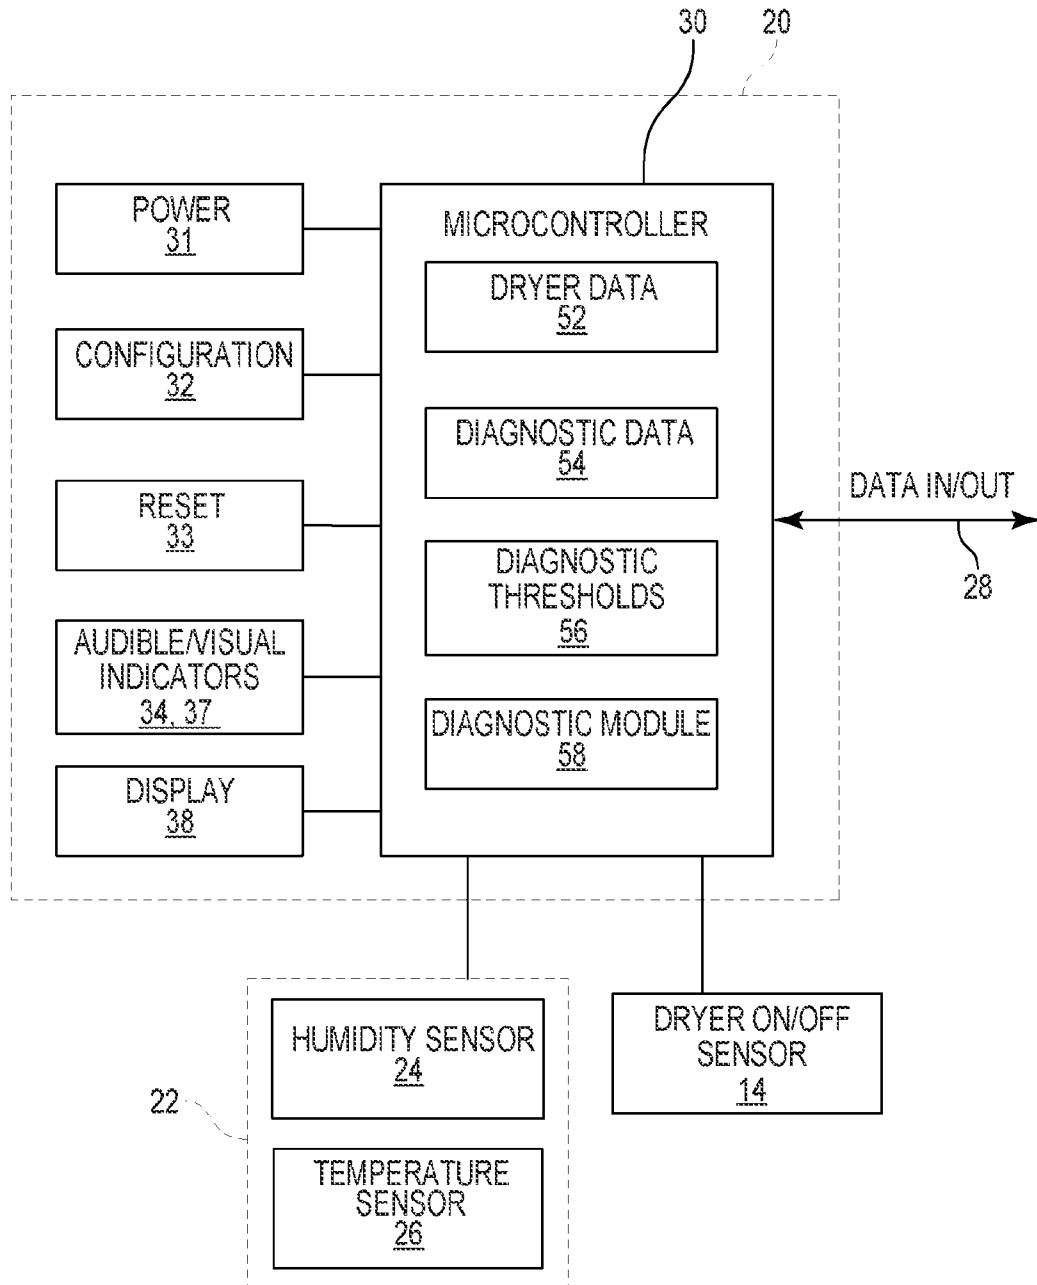 30
20
POWER
31
CONFIGURATION
32
RESET
33
AUDIBLE/VISUAL
INDICATORS
34, 37
DISPLAY
38
MICROCONTROLLER
DRYER DATA
52
DIAGNOSTIC DATA
54
DIAGNOSTIC
THRESHOLDS
56
DIAGNOSTIC MODULE
58
DATA IN/OUT
28
22
HUMIDITY SENSOR
24
TEMPERATURE
SENSOR
26
DRYER ON/OFF
SENSOR
14